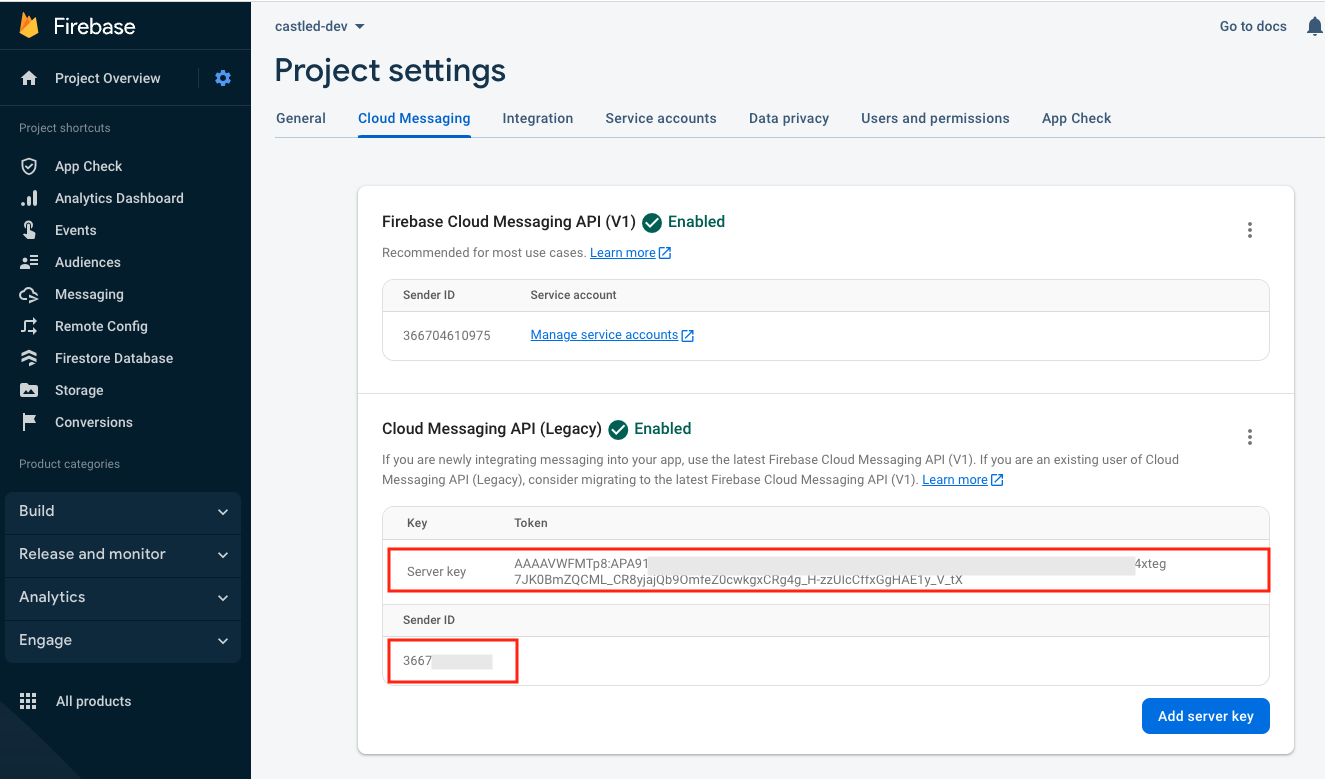 Firebase
castled-dev
Go to docs
Project Overview
Project settings
General
Cloud Messaging
Integration
Service accounts
Data privacy
Users and permissions
App Check
Project shortcuts
App Check
Analytics Dashboard
Events
Audiences
Messaging
Remote Config
Firestore Database
Storage
Conversions
Product categories
Build
Release and monitor
Analytics
Engage
All products
Firebase Cloud Messaging API (V1) Enabled
Recommended for most use cases. Learn more
Sender ID Service account
366704610975 Manage service accounts
Cloud Messaging API (Legacy) Enabled
If you are newly integrating messaging into your app, use the latest Firebase Cloud Messaging API (V1). If you are an existing user of Cloud
Messaging API (Legacy), consider migrating to the latest Firebase Cloud Messaging API (V1). Learn more
Key Token
Server key
AAAAVWFMTp8:APA91 4xteg
Sender ID
3667
Add server key